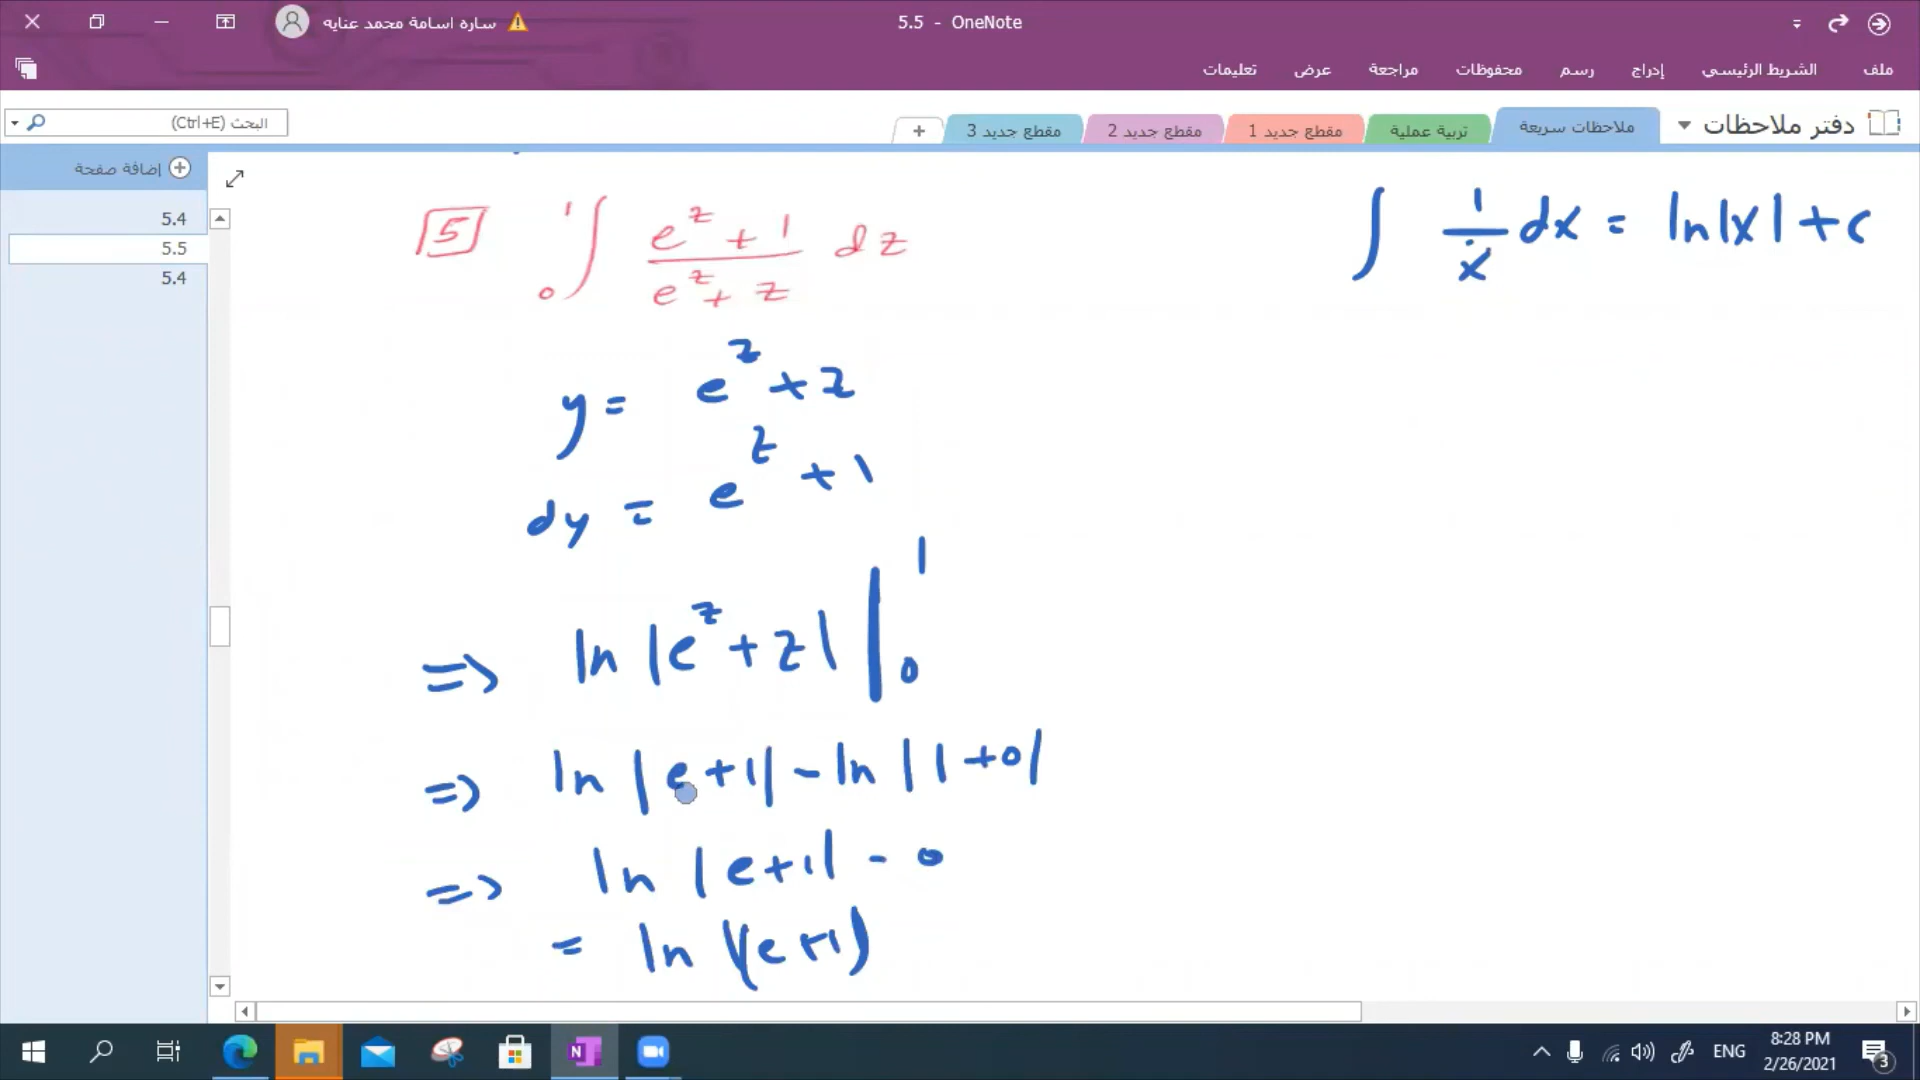 ساره اسامة محمد عنايه
5.5 - OneNote
ملف الشريط الرئيسي إدراج رسم محفوظات مراجعة عرض تعليمات
دفتر ملاحظات
ملاحظات سريعة
تربية عملية
مقطع جديد 1
مقطع جديد 2
مقطع جديد 3
+
البحث (Ctrl+E)
إضافة صفحة
5.4
5.5
5.4
[5] ∫₀¹ (e^z + 1)/(e^z + z) dz
∫ 1/x dx = ln|x| + c
y = e^z + z
dy = e^z + 1
=> ln |e^z + z| |₀¹
=> ln |e+1| - ln |1+0|
=> ln |e+1| - 0
= ln (e+1)
ENG
8:28 PM
2/26/2021
3